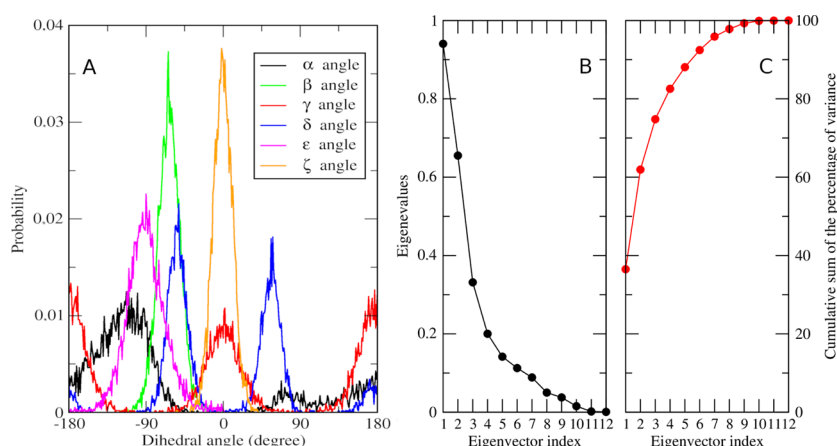 A
α angle
β angle
γ angle
δ angle
ε angle
ζ angle
0.04
0.03
0.02
0.01
0
Probability
-180 -90 0 90 180
Dihedral angle (degree)
B
1
0.8
0.6
0.4
0.2
0
Eigenevalues
1 2 3 4 5 6 7 8 9 10 11 12
Eigenvector index
C
100
80
60
40
20
0
Cumulative sum of the percentage of variance
1 2 3 4 5 6 7 8 9 10 11 12
Eigenvector index